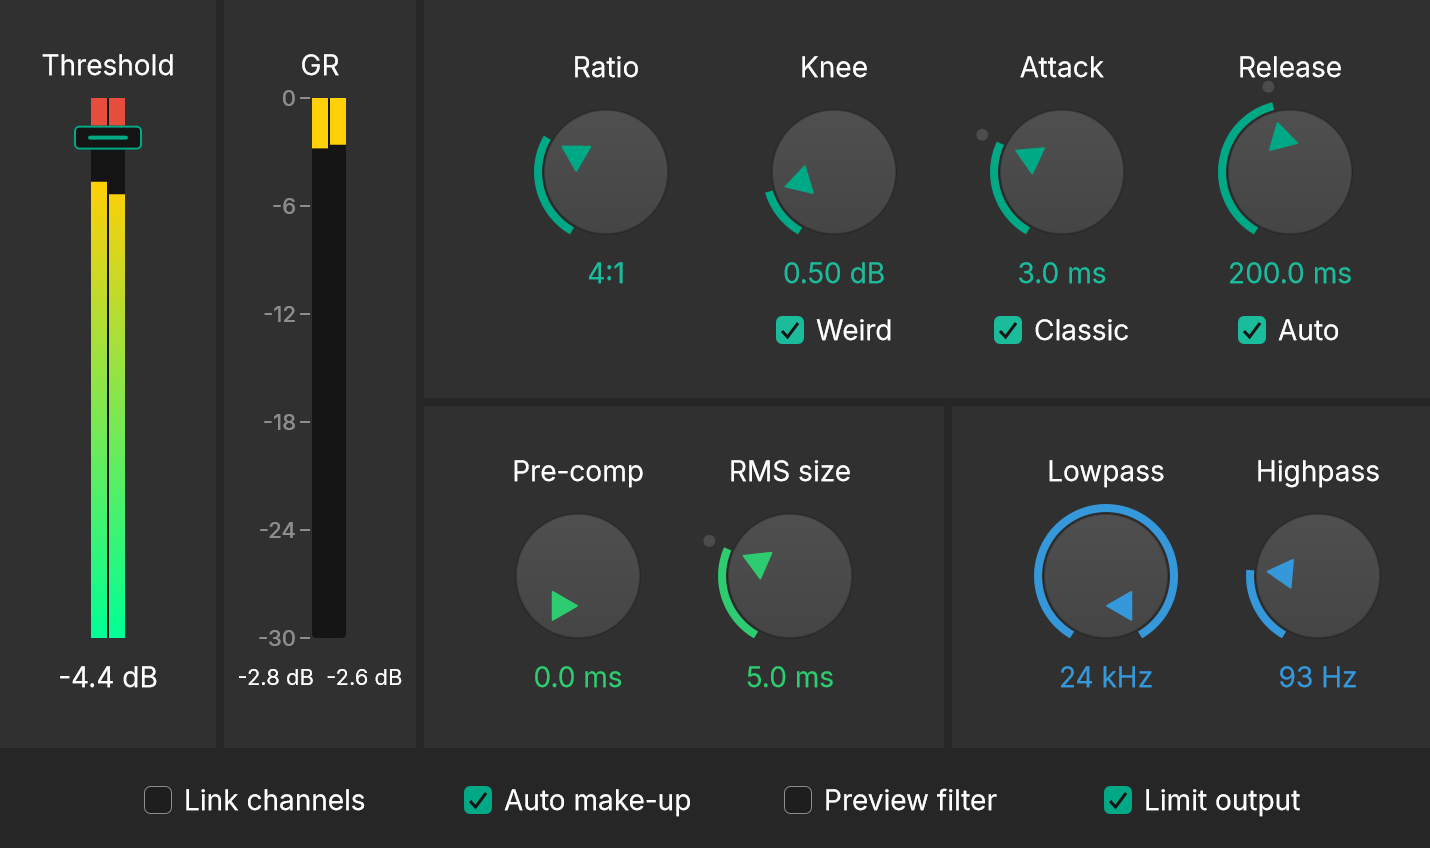 Threshold
-4.4 dB
GR
0
-6
-12
-18
-24
-30
-2.8 dB -2.6 dB
Ratio Knee Attack Release
4:1 0.50 dB 3.0 ms 200.0 ms
Weird Classic Auto
Pre-comp RMS size
0.0 ms 5.0 ms
Lowpass Highpass
24 kHz 93 Hz
Link channels Auto make-up Preview filter Limit output